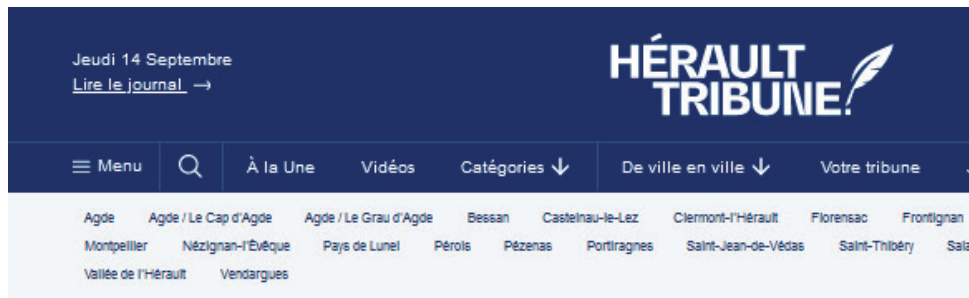 Jeudi 14 Septembre
Lire le journal →
HÉRAULT
TRIBUNE
Menu À la Une Vidéos Catégories ↓ De ville en ville ↓ Votre tribune
Agde Agde / Le Cap d'Agde Agde / Le Grau d'Agde Bessan Castelnau-le-Lez Clermont-l'Hérault Florensac Frontignan
Montpellier Nézignan-l'Évêque Pays de Lunel Pérols Pézenas Portiragnes Saint-Jean-de-Védas Saint-Thibéry
Vallée de l'Hérault Vendargues